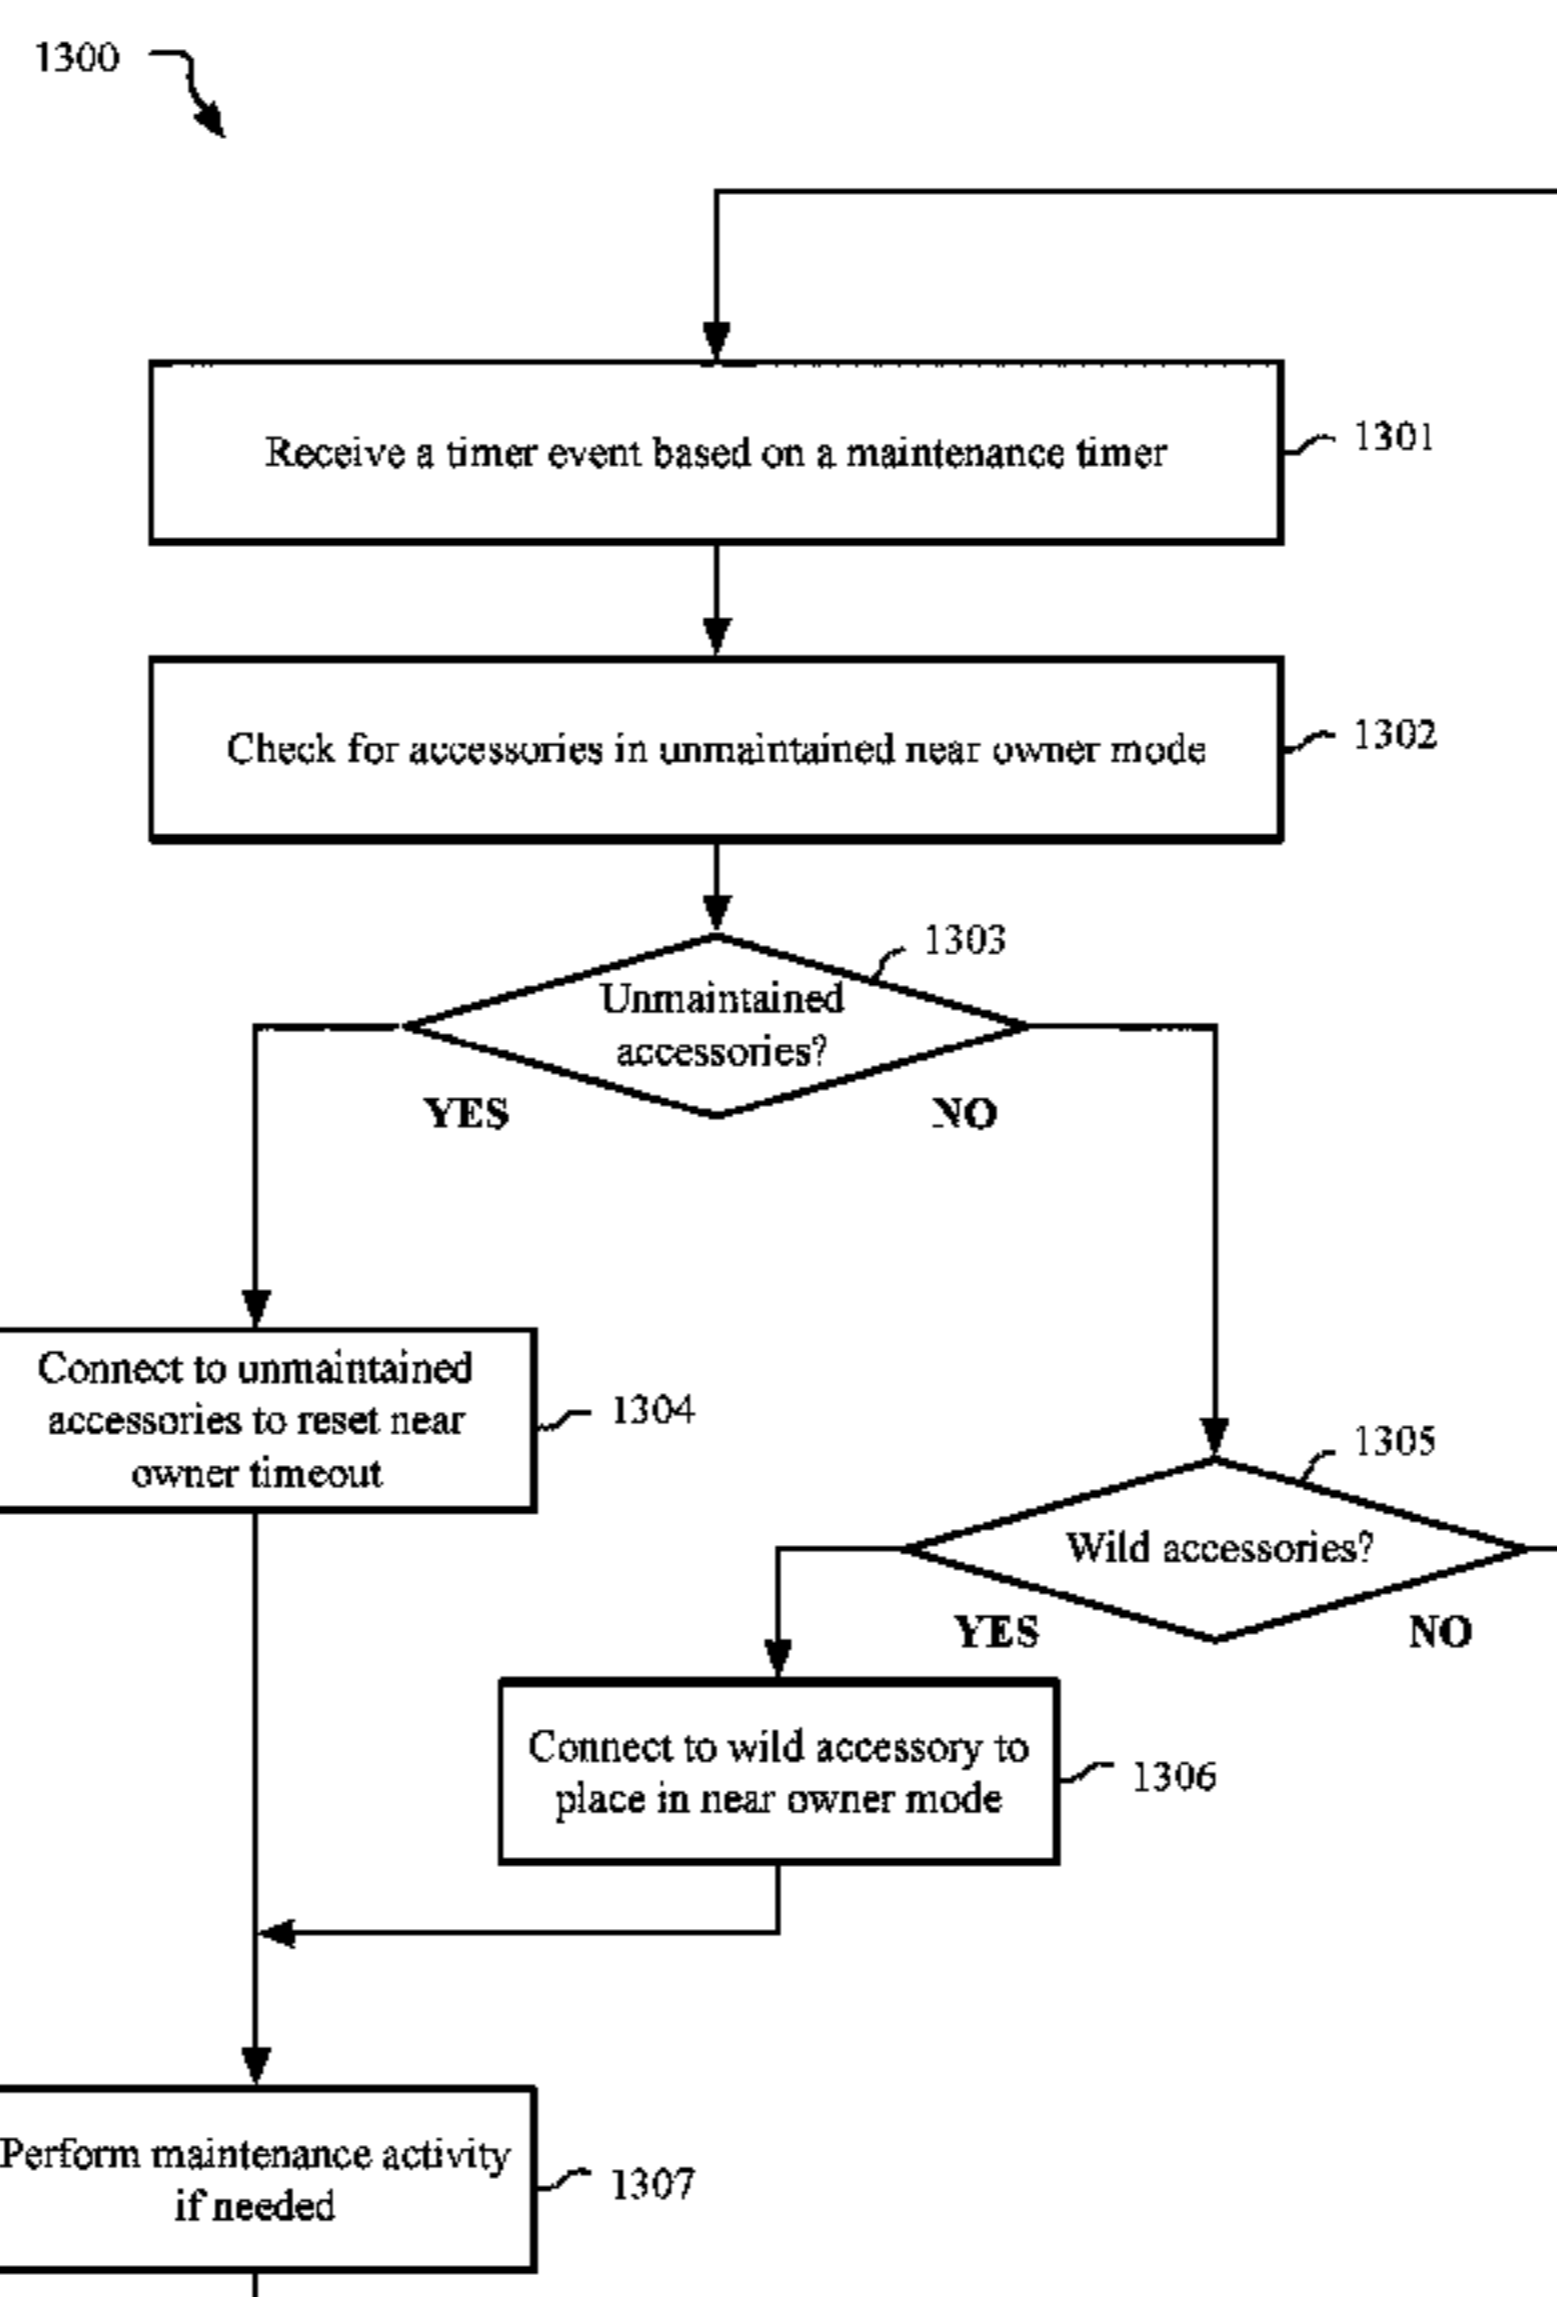 1300
Receive a timer event based on a maintenance timer
1301
Check for accessories in unmaintained near owner mode
1302
1303
Unmaintained
accessories?
YES
NO
Connect to unmaintained
accessories to reset near
owner timeout
1304
1305
Wild accessories?
YES
NO
Connect to wild accessory to
place in near owner mode
1306
Perform maintenance activity
if needed
1307